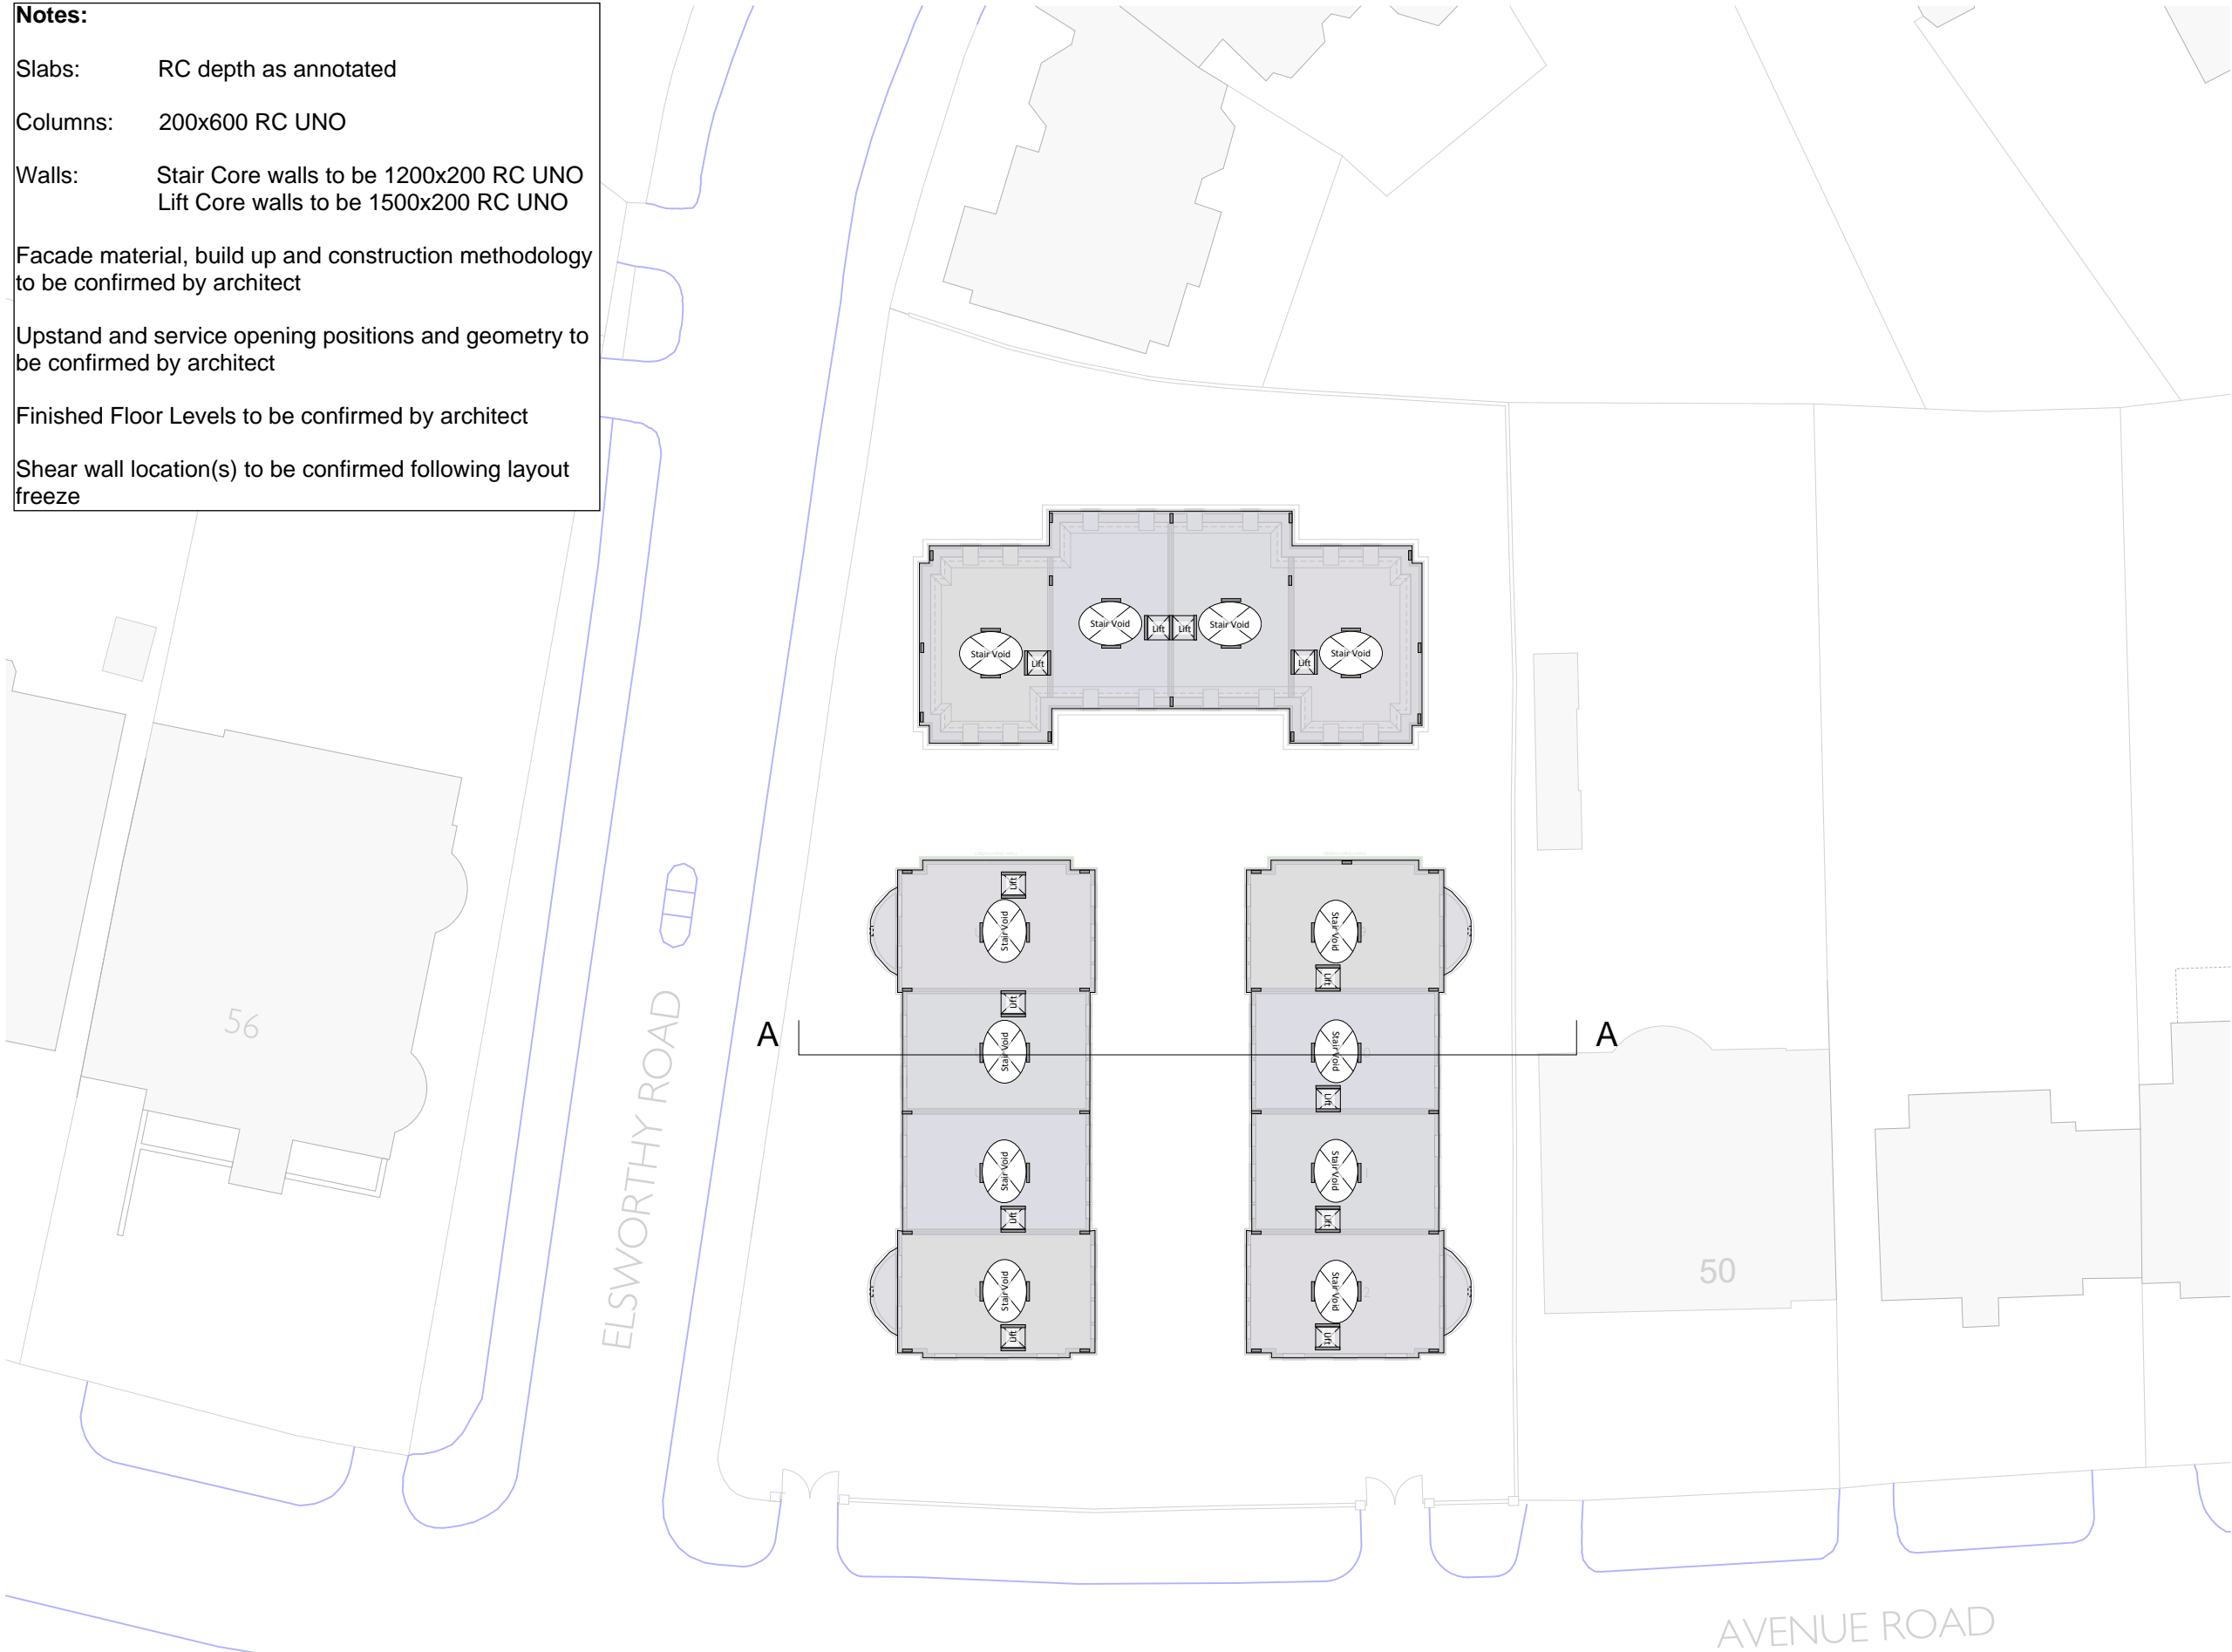 Notes:
Slabs: RC depth as annotated
Columns: 200x600 RC UNO
Walls: Stair Core walls to be 1200x200 RC UNO
Lift Core walls to be 1500x200 RC UNO
Facade material, build up and construction methodology
to be confirmed by architect
Upstand and service opening positions and geometry to
be confirmed by architect
Finished Floor Levels to be confirmed by architect
Shear wall location(s) to be confirmed following layout
freeze
Stair Void
Lift
Lift
Stair Void
Stair Void
Lift
Lift
Stair Void
Lift
Stair Void
Stair Void
Lift
Lift
Stair Void
A
A
Stair Void
Lift
Stair Void
Lift
Stair Void
Lift
Stair Void
Lift
Stair Void
Lift
Lift
56
50
ELSWORTHY ROAD
AVENUE ROAD